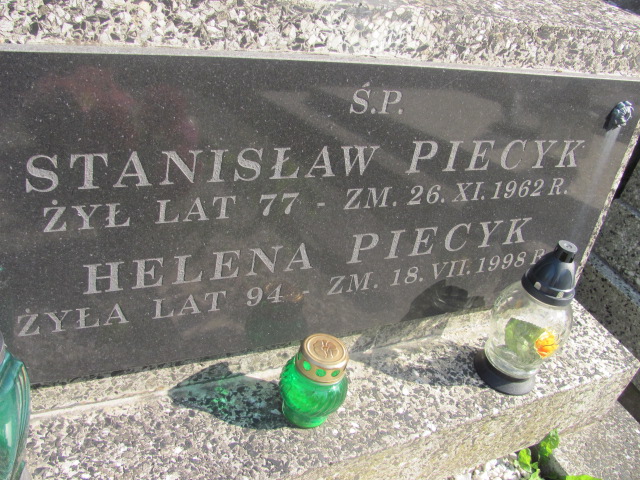 Ś.P.
STANISŁAW PIECYK
ŻYŁ LAT 77 - ZM. 26. XI. 1962 R.
HELENA PIECYK
ŻYŁA LAT 94 - ZM. 18. VII. 1998 R.